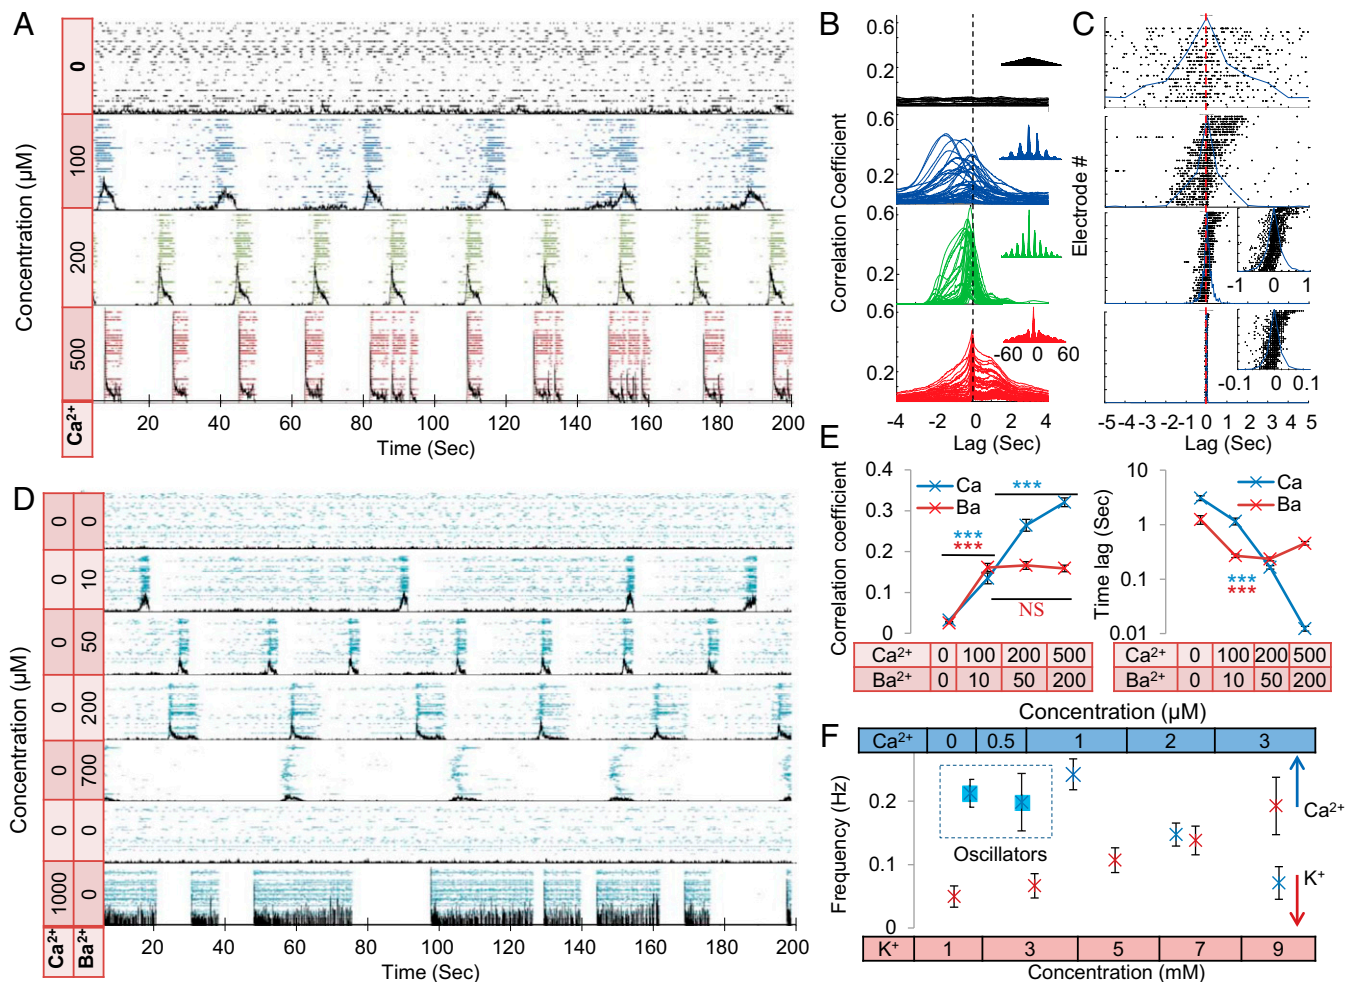 A
Concentration (µM)
0
100
200
500
Ca²⁺
20 40 60 80 100 120 140 160 180 200
Time (Sec)
B
Correlation Coefficient
0.6
0.2
0.6
0.2
0.6
0.2
0.6
0.2
-60 0 60
-4 -2 0 2 4
Lag (Sec)
C
Electrode #
-1 0 1
-0.1 0 0.1
-5 -4 -3 -2 -1 0 1 2 3 4 5
Lag (Sec)
D
Concentration (µM)
0 0
0 10
0 50
0 200
0 700
0 0
1000 0
Ca²⁺ Ba²⁺
20 40 60 80 100 120 140 160 180 200
Time (Sec)
E
Correlation coefficient
0.4
0.3
0.2
0.1
0
Ca
Ba
***
***
***
NS
Ca²⁺ 0 100 200 500
Ba²⁺ 0 10 50 200
Time lag (Sec)
10
1
0.1
0.01
Ca
Ba
***
***
Ca²⁺ 0 100 200 500
Ba²⁺ 0 10 50 200
Concentration (µM)
F
Ca²⁺ 0 0.5 1 2 3
Frequency (Hz)
0.2
0.1
0
Oscillators
Ca²⁺
K⁺
K⁺ 1 3 5 7 9
Concentration (mM)